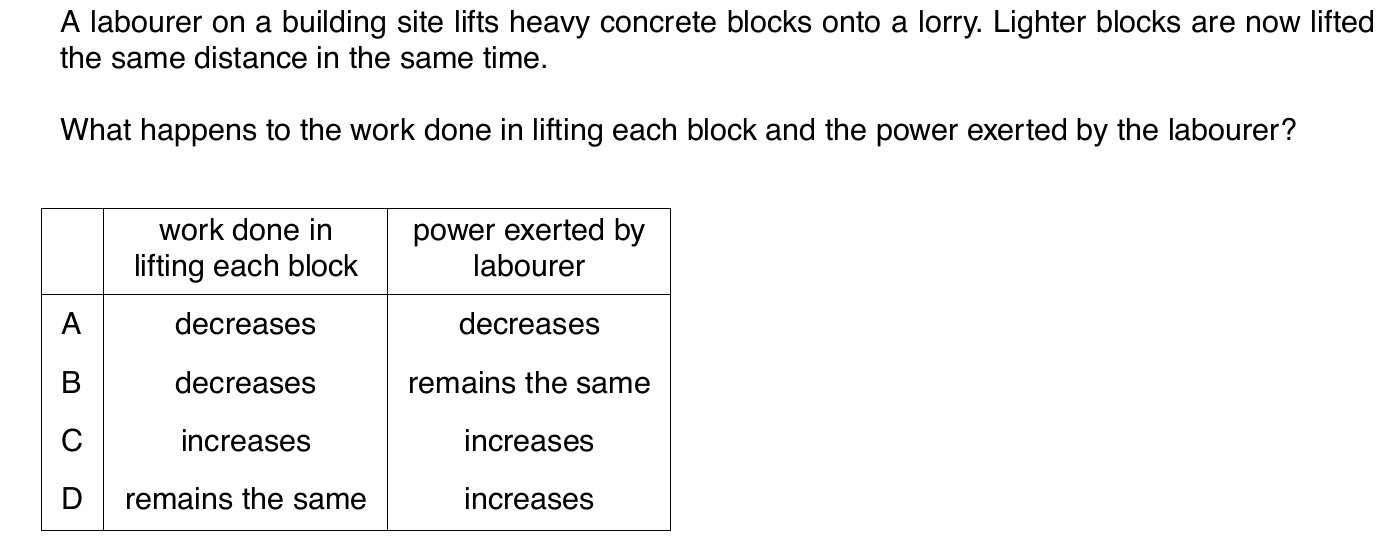 A labourer on a building site lifts heavy concrete blocks onto a lorry. Lighter blocks are now lifted
the same distance in the same time.
What happens to the work done in lifting each block and the power exerted by the labourer?
work done in lifting each block power exerted by labourer
A decreases decreases
B decreases remains the same
C increases increases
D remains the same increases